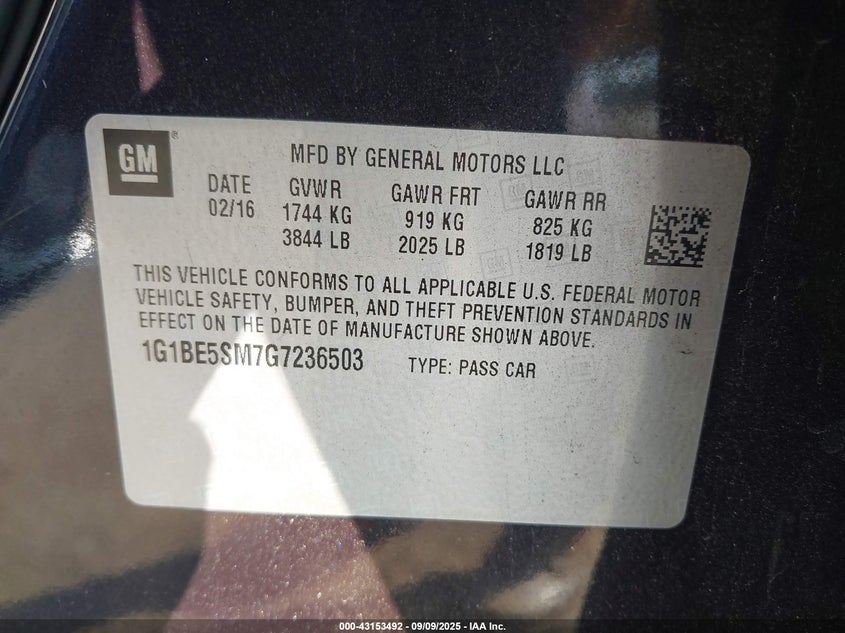 GM®
MFD BY GENERAL MOTORS LLC
DATE GVWR GAWR FRT GAWR RR
02/16 1744 KG 919 KG 825 KG
3844 LB 2025 LB 1819 LB
THIS VEHICLE CONFORMS TO ALL APPLICABLE U.S. FEDERAL MOTOR
VEHICLE SAFETY, BUMPER, AND THEFT PREVENTION STANDARDS IN
EFFECT ON THE DATE OF MANUFACTURE SHOWN ABOVE.
1G1BE5SM7G7236503 TYPE: PASS CAR
000-43153492 - 09/09/2025 - IAA Inc.